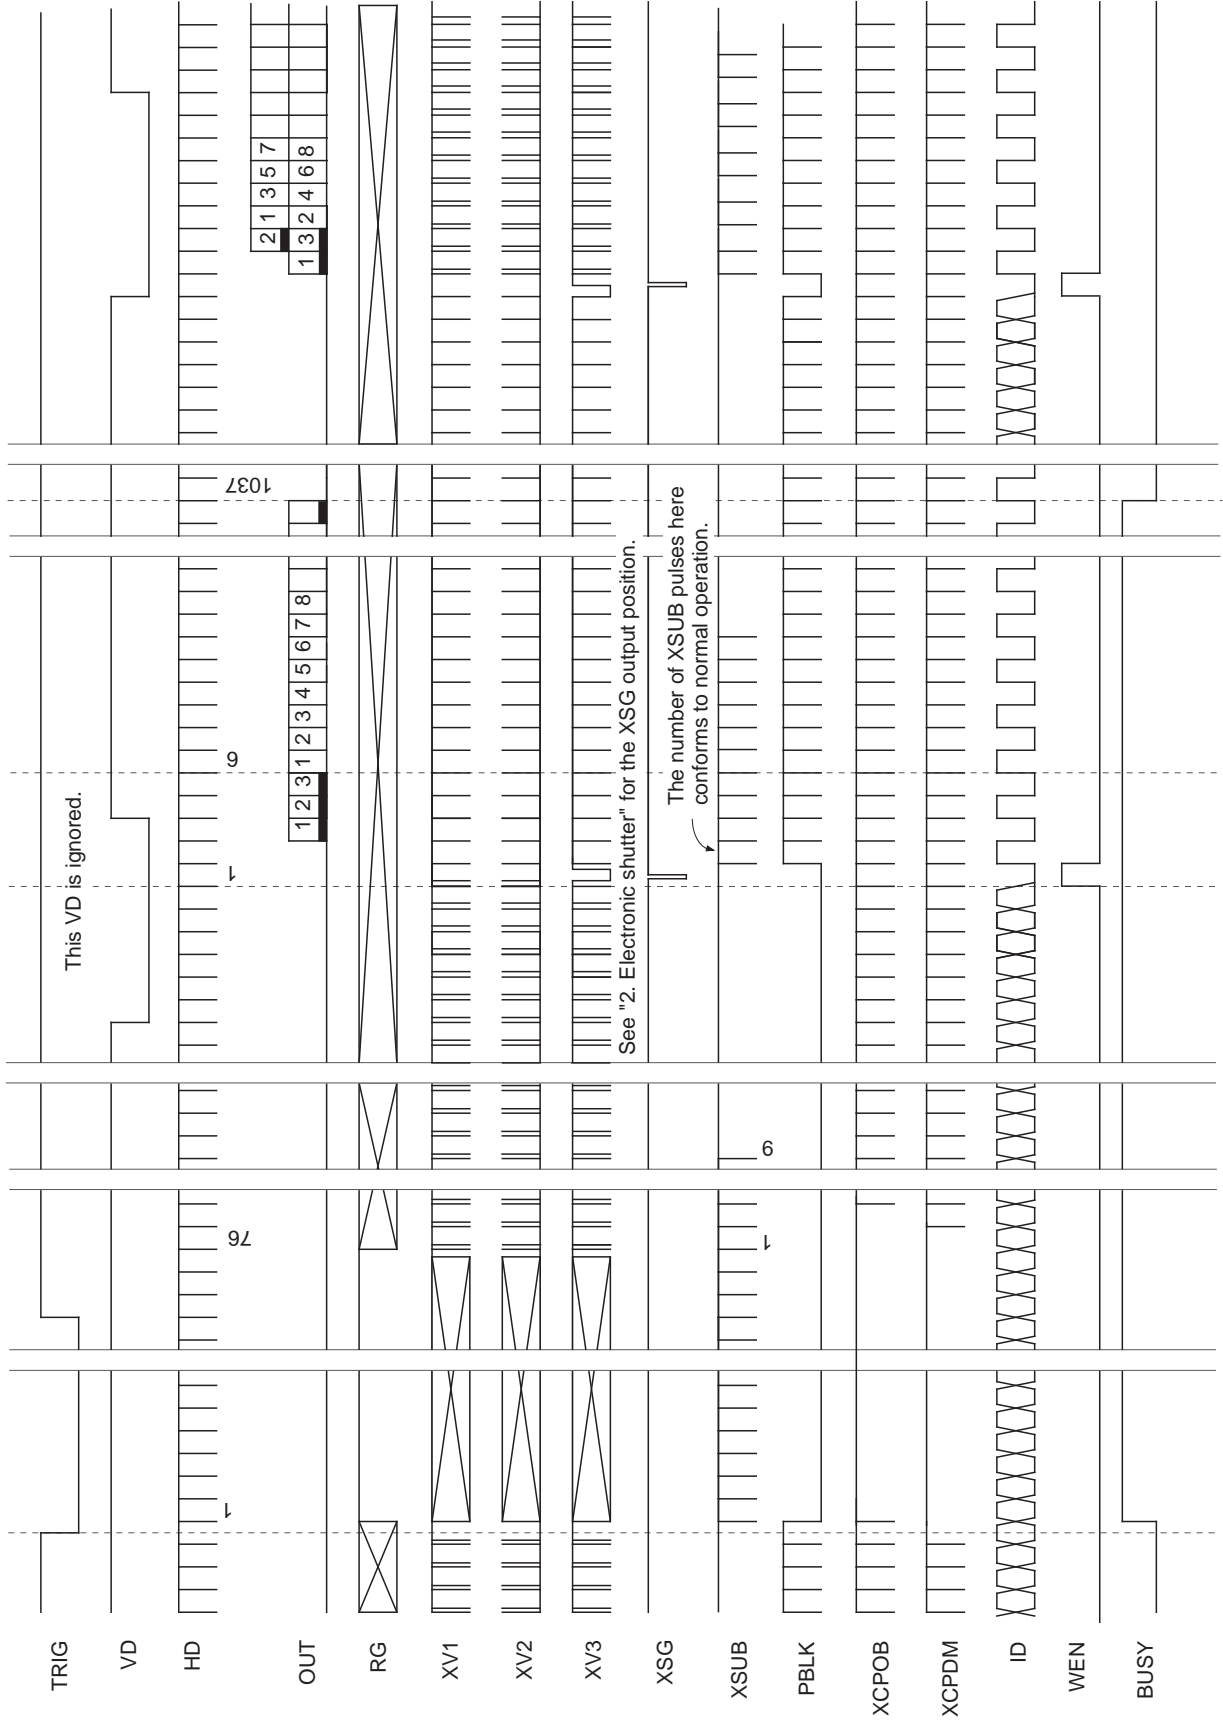 TRIG
This VD is ignored.
VD
HD
1 76 1 6 1037
2 1 3 5 7
OUT 1 2 3 1 2 3 4 5 6 7 8 1 3 2 4 6 8
RG
XV1
XV2
XV3
See "2. Electronic shutter" for the XSG output position.
XSG
The number of XSUB pulses here
conforms to normal operation.
XSUB
1 6
PBLK
XCPOB
XCPDM
ID
WEN
BUSY